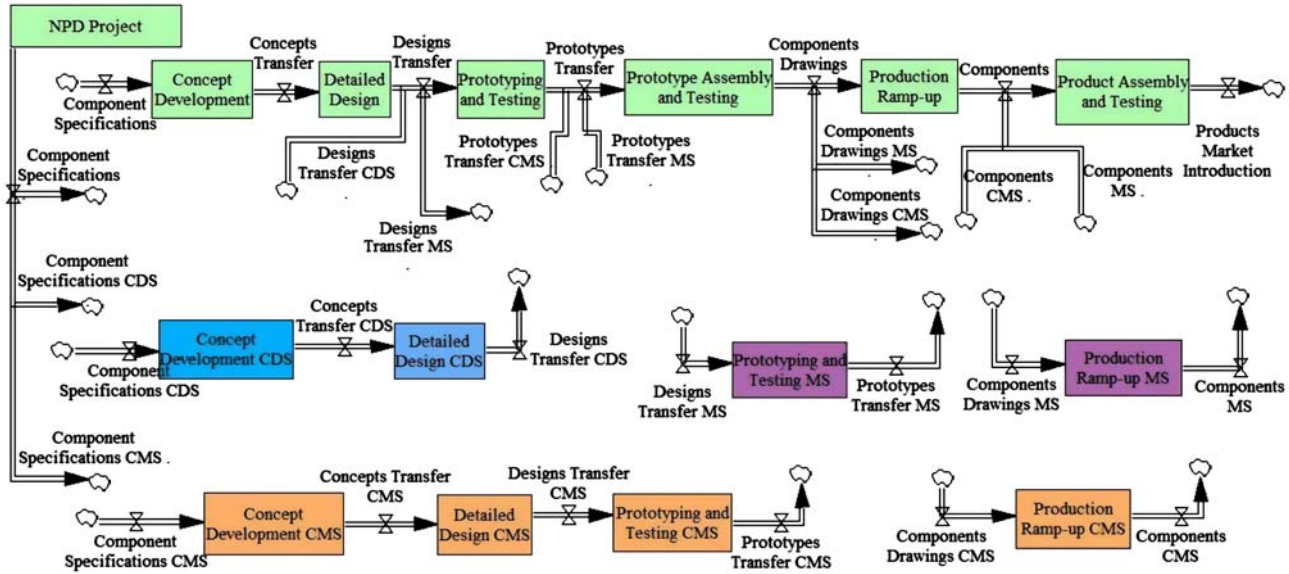 NPD Project
Concepts
Transfer
Designs
Transfer
Prototypes
Transfer
Components
Drawings
Components
Component
Specifications
Concept
Development
Detailed
Design
Prototyping
and Testing
Prototype Assembly
and Testing
Production
Ramp-up
Product Assembly
and Testing
Products
Market
Introduction
Component
Specifications
Designs
Transfer CDS
Designs
Transfer MS
Prototypes
Transfer CMS
Prototypes
Transfer MS
Components
Drawings MS
Components
Drawings CMS
Components
CMS .
Components
MS .
Component
Specifications CDS
Component
Specifications CDS
Concept
Development CDS
Concepts
Transfer CDS
Detailed
Design CDS
Designs
Transfer CDS
Designs
Transfer MS
Prototyping and
Testing MS
Prototypes
Transfer MS
Components
Drawings MS
Production
Ramp-up MS
Components
MS
Component
Specifications CMS .
Component
Specifications CMS
Concept
Development CMS
Concepts Transfer
CMS
Detailed
Design CMS
Designs Transfer
CMS
Prototyping and
Testing CMS
Prototypes
Transfer CMS
Components
Drawings CMS
Production
Ramp-up CMS
Components
CMS